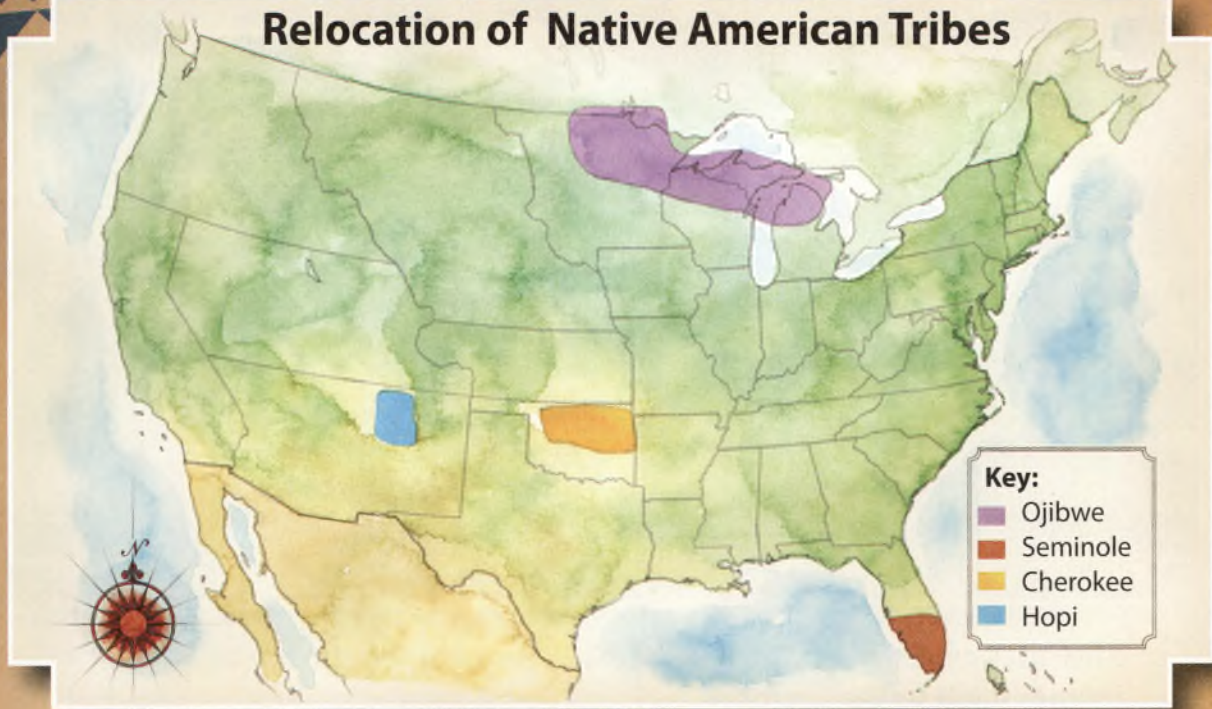 Relocation of Native American Tribes
Key:
Ojibwe
Seminole
Cherokee
Hopi
N